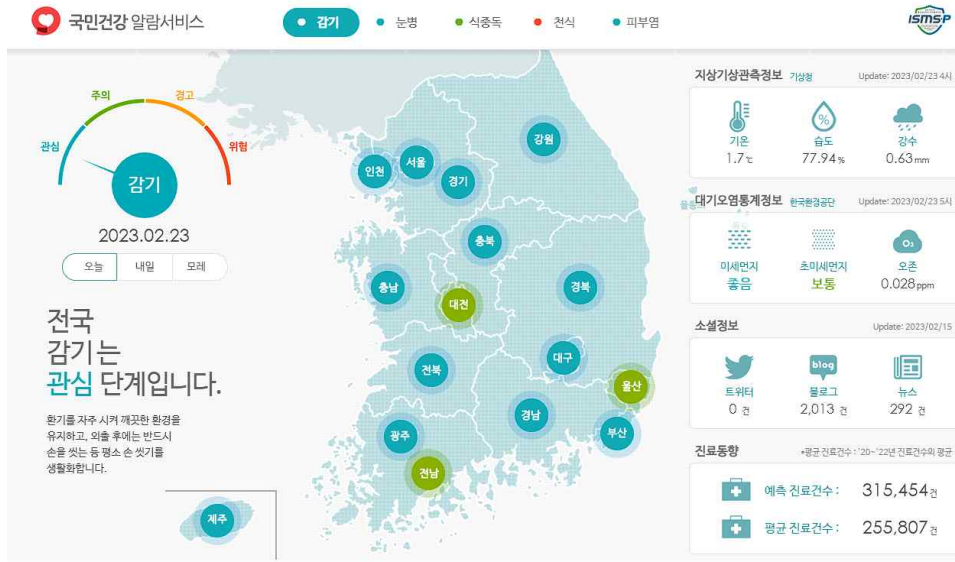 국민건강 알람서비스
감기
눈병
식중독
천식
피부염
ISMS-P
관심
주의
경고
위험
감기
2023.02.23
오늘
내일
모레
전국
감기는
관심 단계입니다.
환기를 자주 시켜 깨끗한 환경을
유지하고, 외출 후에는 반드시
손을 씻는 등 평소 손 씻기를
생활화합니다.
강원
서울
인천
경기
충북
충남
대전
경북
전북
대구
울산
경남
부산
광주
전남
제주
지상기상관측정보 기상청 Update: 2023/02/23 4시
기온 습도 강수
1.7℃ 77.94% 0.63mm
대기오염통계정보 한국환경공단 Update: 2023/02/23 5시
O₃
미세먼지 초미세먼지 오존
좋음 보통 0.028ppm
소셜정보 Update: 2023/02/15
blog
트위터 블로그 뉴스
0 건 2,013 건 292 건
진료동향 *평균 진료건수 : '20~'22년 진료건수의 평균
예측 진료건수 : 315,454건
평균 진료건수 : 255,807건